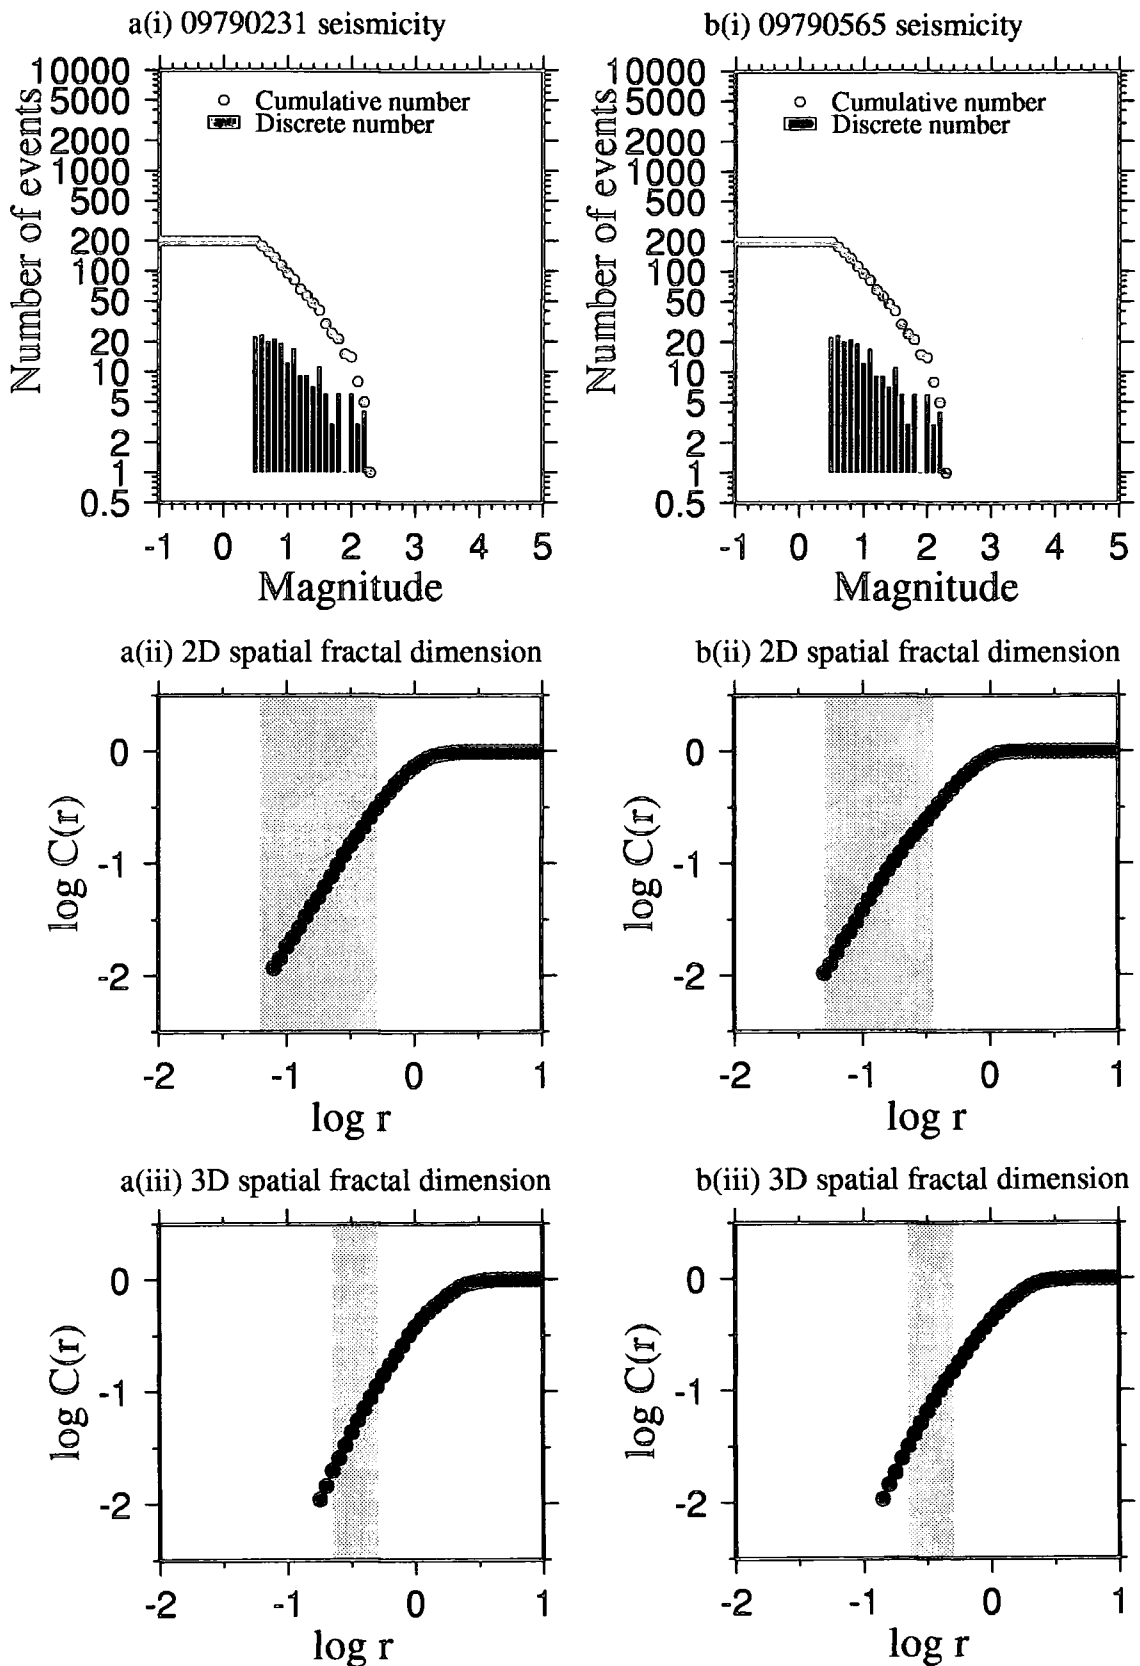 a(i) 09790231 seismicity
Number of events
10000
5000
2000
1000
500
200
100
50
20
10
5
2
1
0.5
Cumulative number
Discrete number
-1 0 1 2 3 4 5
Magnitude
b(i) 09790565 seismicity
Number of events
10000
5000
2000
1000
500
200
100
50
20
10
5
2
1
0.5
Cumulative number
Discrete number
-1 0 1 2 3 4 5
Magnitude
a(ii) 2D spatial fractal dimension
log C(r)
0
-1
-2
-2 -1 0 1
log r
b(ii) 2D spatial fractal dimension
log C(r)
0
-1
-2
-2 -1 0 1
log r
a(iii) 3D spatial fractal dimension
log C(r)
0
-1
-2
-2 -1 0 1
log r
b(iii) 3D spatial fractal dimension
log C(r)
0
-1
-2
-2 -1 0 1
log r